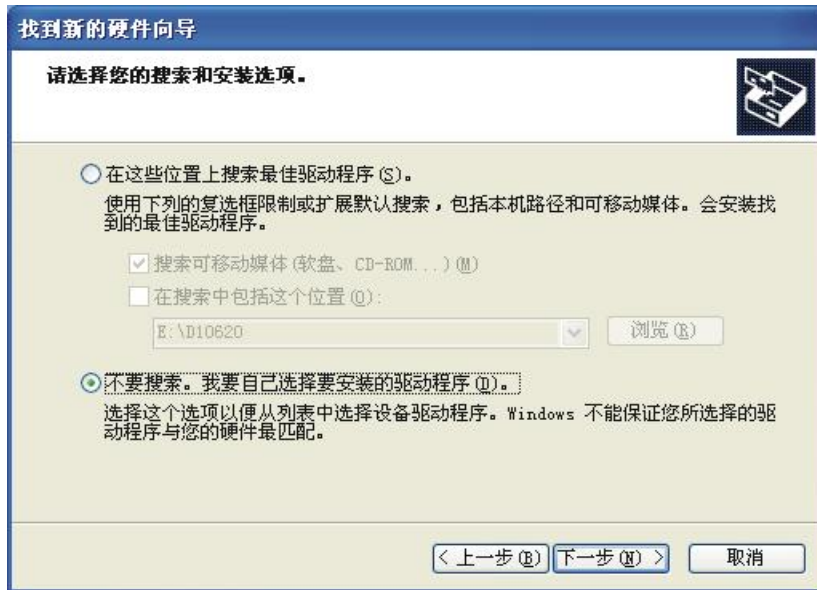 找到新的硬件向导
请选择您的搜索和安装选项。
在这些位置上搜索最佳驱动程序(S)。
使用下列的复选框限制或扩展默认搜索，包括本机路径和可移动媒体。会安装找
到的最佳驱动程序。
搜索可移动媒体(软盘、CD-ROM...)(M)
在搜索中包括这个位置(O):
E:\D10620
浏览(R)
不要搜索。我要自己选择要安装的驱动程序(D)。
选择这个选项以便从列表中选择设备驱动程序。Windows 不能保证您所选择的驱
动程序与您的硬件最匹配。
< 上一步(B) 下一步(N) > 取消